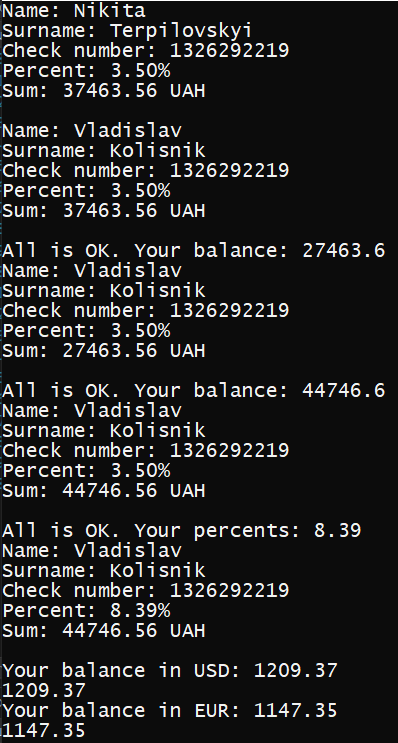 Name: Nikita
Surname: Terpilovskyi
Check number: 1326292219
Percent: 3.50%
Sum: 37463.56 UAH
Name: Vladislav
Surname: Kolisnik
Check number: 1326292219
Percent: 3.50%
Sum: 37463.56 UAH
All is OK. Your balance: 27463.6
Name: Vladislav
Surname: Kolisnik
Check number: 1326292219
Percent: 3.50%
Sum: 27463.56 UAH
All is OK. Your balance: 44746.6
Name: Vladislav
Surname: Kolisnik
Check number: 1326292219
Percent: 3.50%
Sum: 44746.56 UAH
All is OK. Your percents: 8.39
Name: Vladislav
Surname: Kolisnik
Check number: 1326292219
Percent: 8.39%
Sum: 44746.56 UAH
Your balance in USD: 1209.37
1209.37
Your balance in EUR: 1147.35
1147.35